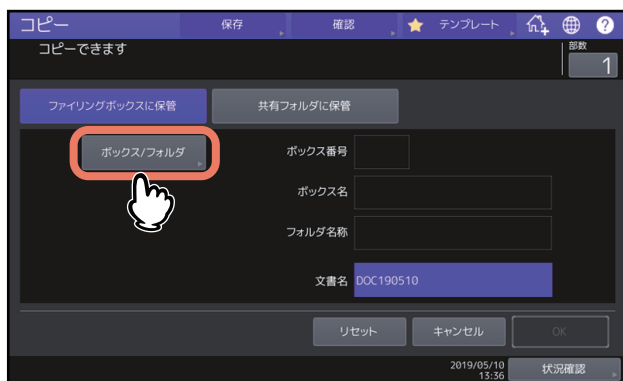 コピー 保存 確認 テンプレート ?
コピーできます 部数
1
ファイリングボックスに保管 共有フォルダに保管
ボックス/フォルダ ボックス番号
ボックス名
フォルダ名称
文書名 DOC190510
リセット キャンセル OK
2019/05/10
13:36 状況確認